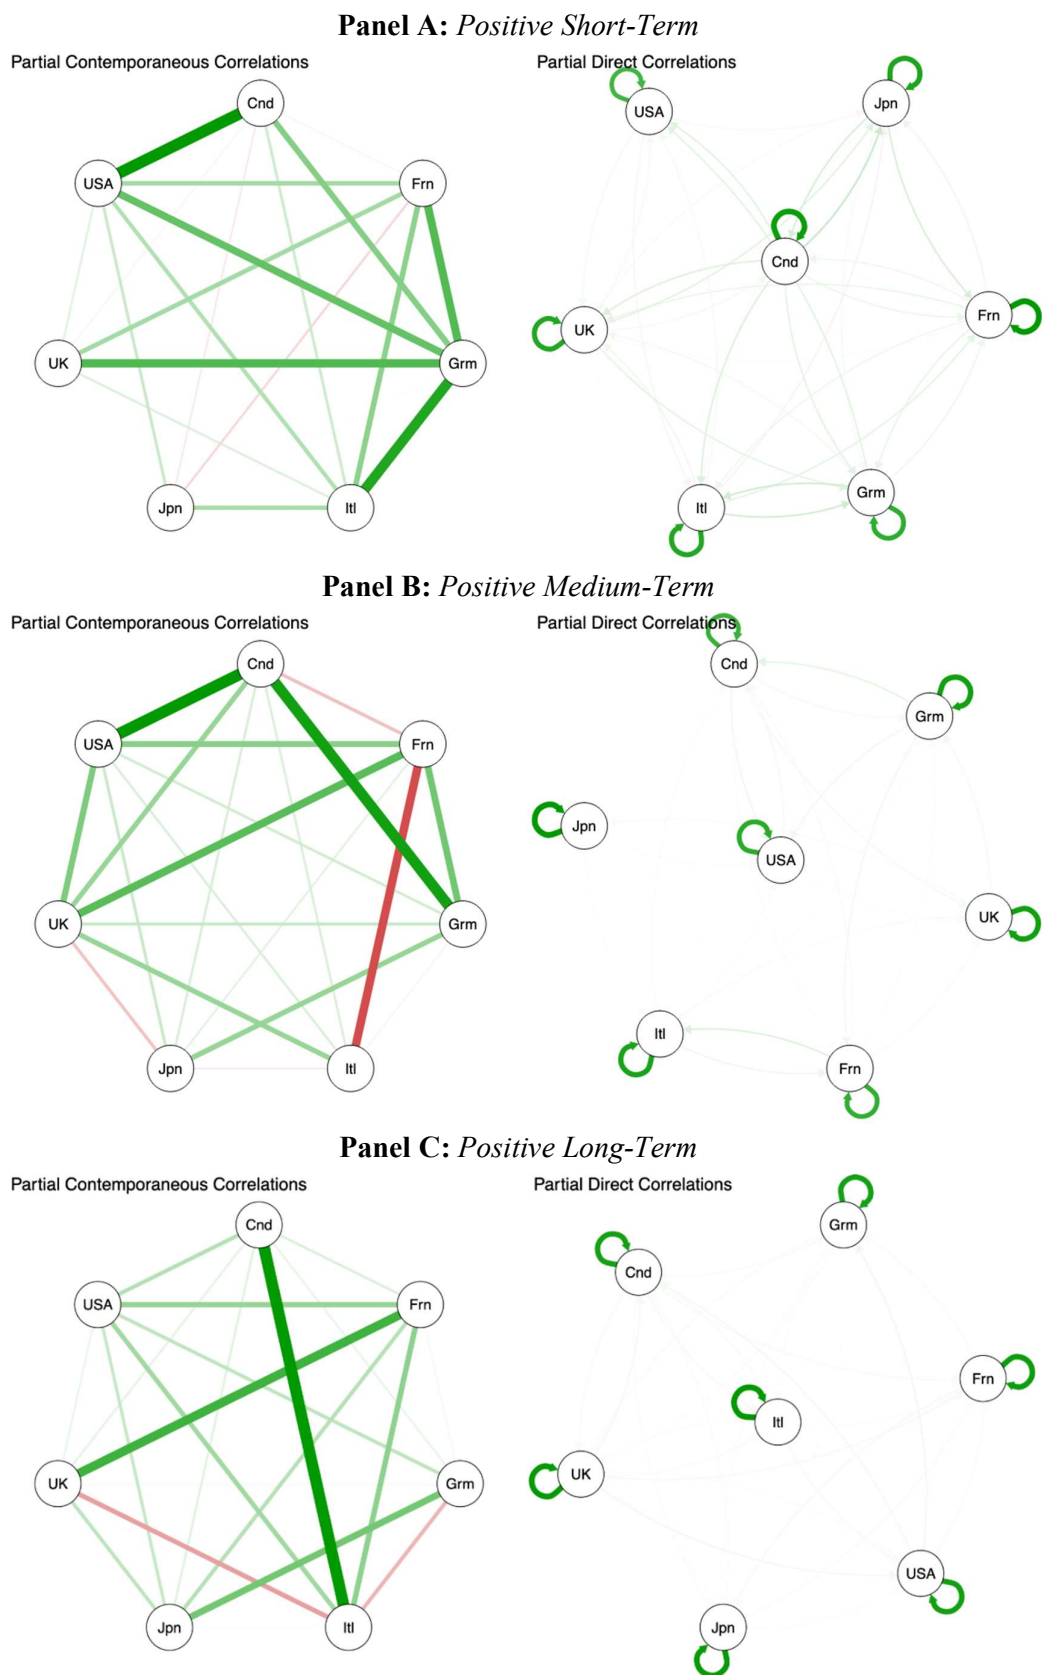 Panel A: Positive Short-Term
Partial Contemporaneous Correlations
Cnd
USA
Frn
UK
Grm
Jpn
Itl
Partial Direct Correlations
USA
Jpn
Cnd
Frn
UK
Grm
Itl
Panel B: Positive Medium-Term
Partial Contemporaneous Correlations
Cnd
USA
Frn
UK
Grm
Jpn
Itl
Partial Direct Correlations
Cnd
Grm
Jpn
USA
UK
Itl
Frn
Panel C: Positive Long-Term
Partial Contemporaneous Correlations
Cnd
USA
Frn
UK
Grm
Jpn
Itl
Partial Direct Correlations
Grm
Cnd
Frn
Itl
UK
USA
Jpn